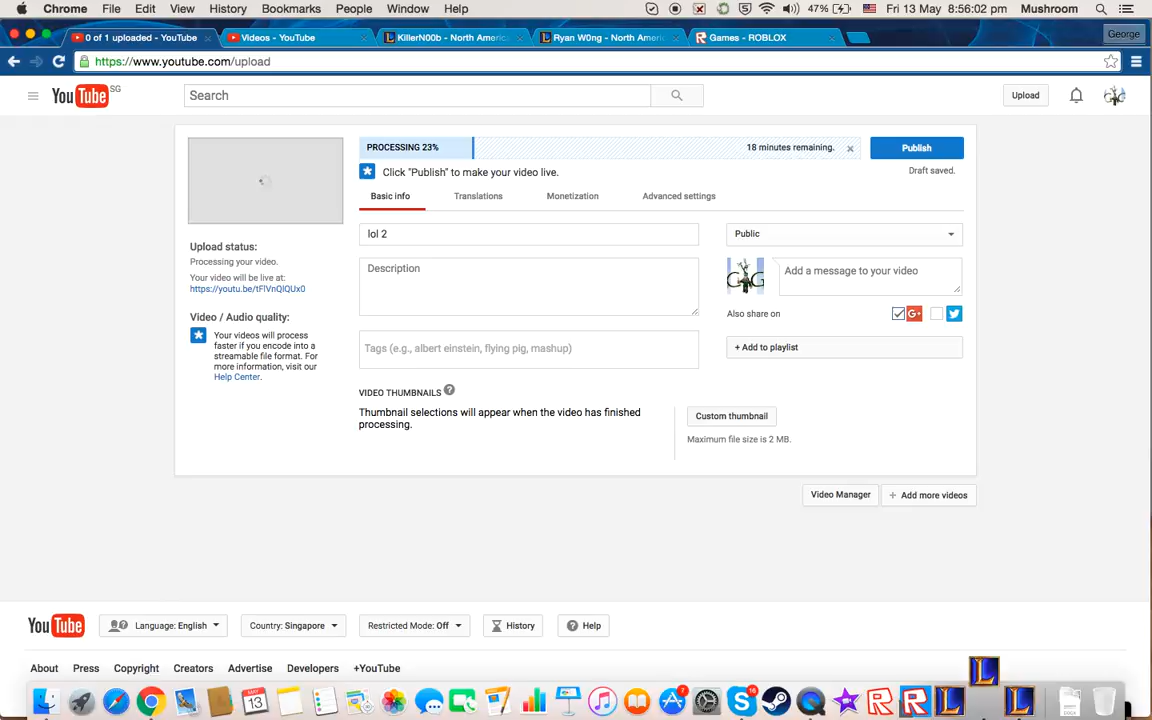 Chrome File Edit View History Bookmarks People Window Help 47% Fri 13 May 8:56:02 pm Mushroom
0 of 1 uploaded - YouTube Videos - YouTube KillerN00b - North America Ryan W0ng - North Ame Games - ROBLOX George
https://www.youtube.com/upload
YouTube SG Search Upload
PROCESSING 23% 18 minutes remaining. Publish
Click "Publish" to make your video live. Draft saved.
Basic info Translations Monetization Advanced settings
lol 2 Public
Upload status:
Processing your video.
Your video will be live at:
https://youtu.be/tFlVnQlQUx0
Description
Add a message to your video
Also share on
Video / Audio quality:
Your videos will process
faster if you encode into a
streamable file format. For
more information, visit our
Help Center.
Tags (e.g., albert einstein, flying pig, mashup)
+ Add to playlist
VIDEO THUMBNAILS ?
Thumbnail selections will appear when the video has finished
processing.
Custom thumbnail
Maximum file size is 2 MB.
Video Manager + Add more videos
YouTube Language: English Country: Singapore Restricted Mode: Off History Help
About Press Copyright Creators Advertise Developers +YouTube